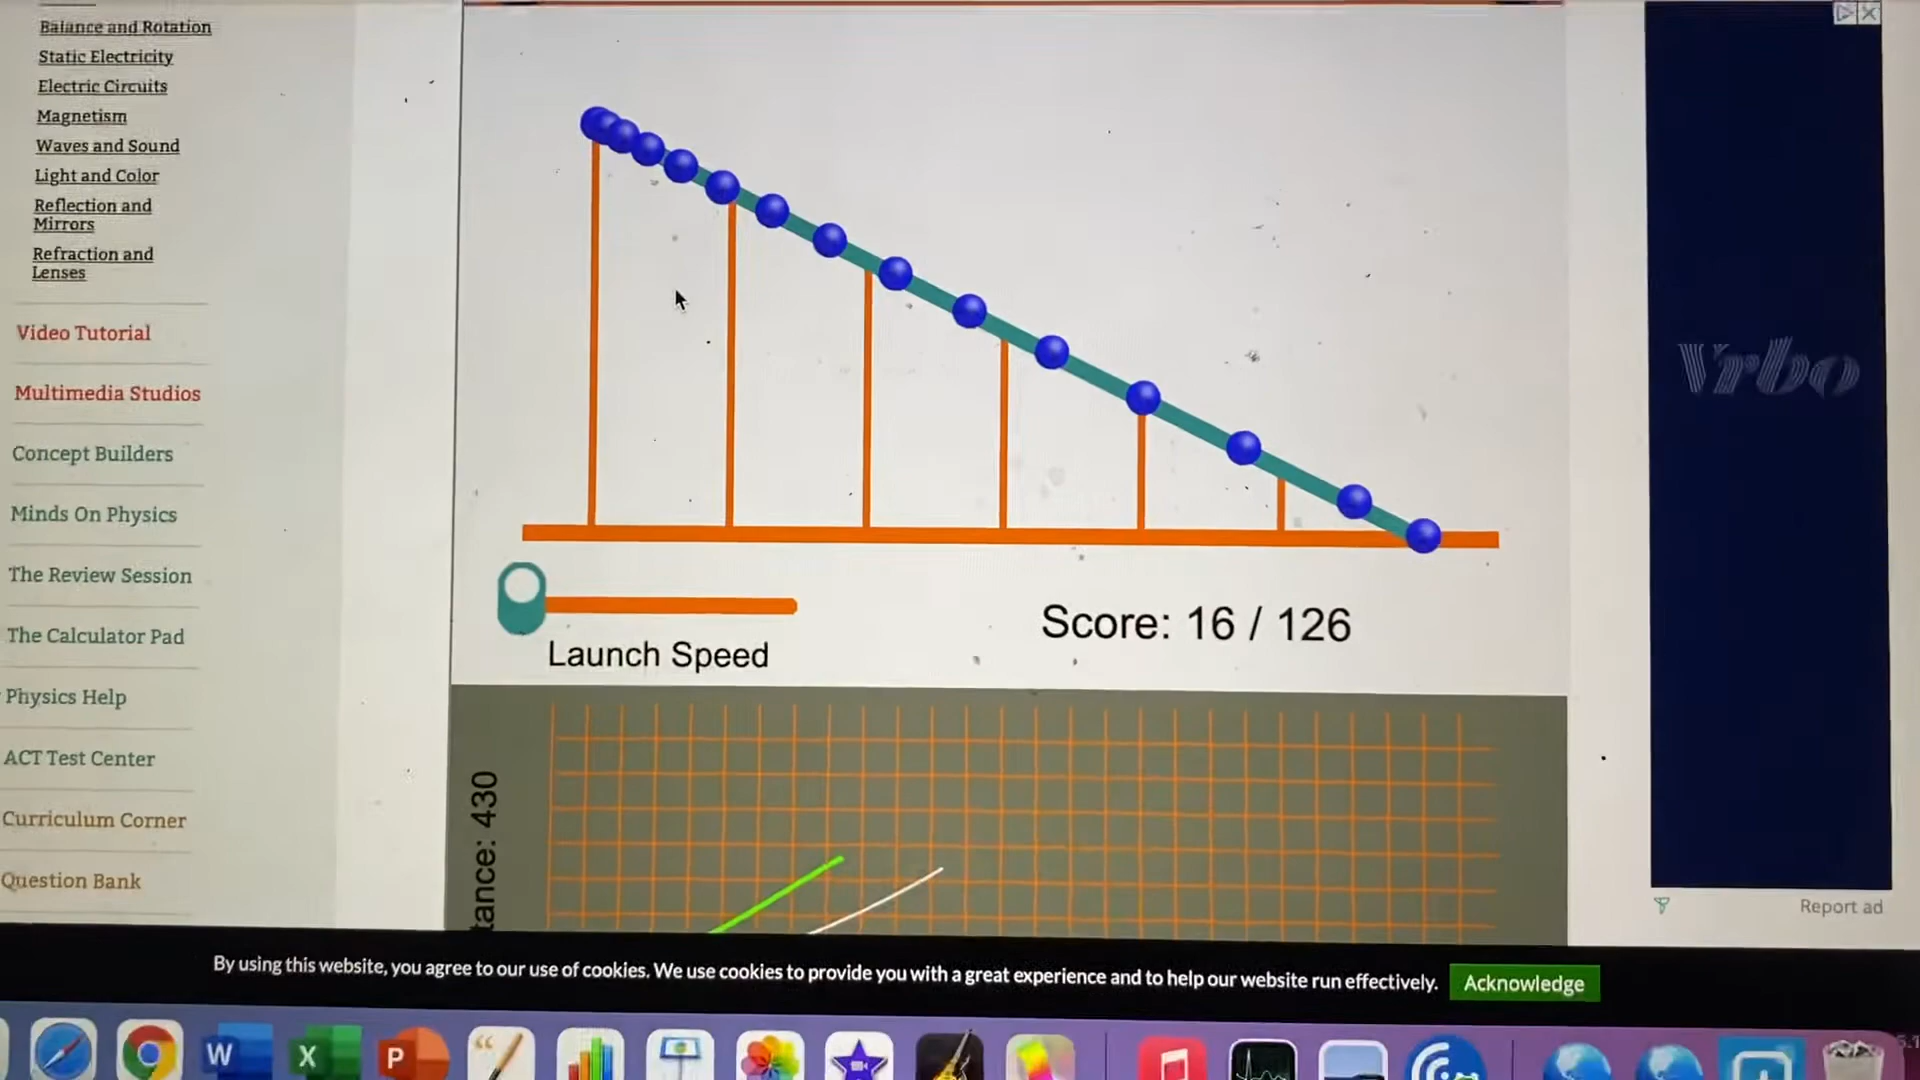 Balance and Rotation
Static Electricity
Electric Circuits
Magnetism
Waves and Sound
Light and Color
Reflection and
Mirrors
Refraction and
Lenses
Video Tutorial
Multimedia Studios
Concept Builders
Minds On Physics
The Review Session
The Calculator Pad
Physics Help
ACT Test Center
Curriculum Corner
Question Bank
Launch Speed
Score: 16 / 126
tance: 430
Vrbo
Report ad
By using this website, you agree to our use of cookies. We use cookies to provide you with a great experience and to help our website run effectively.
Acknowledge
W
X
P